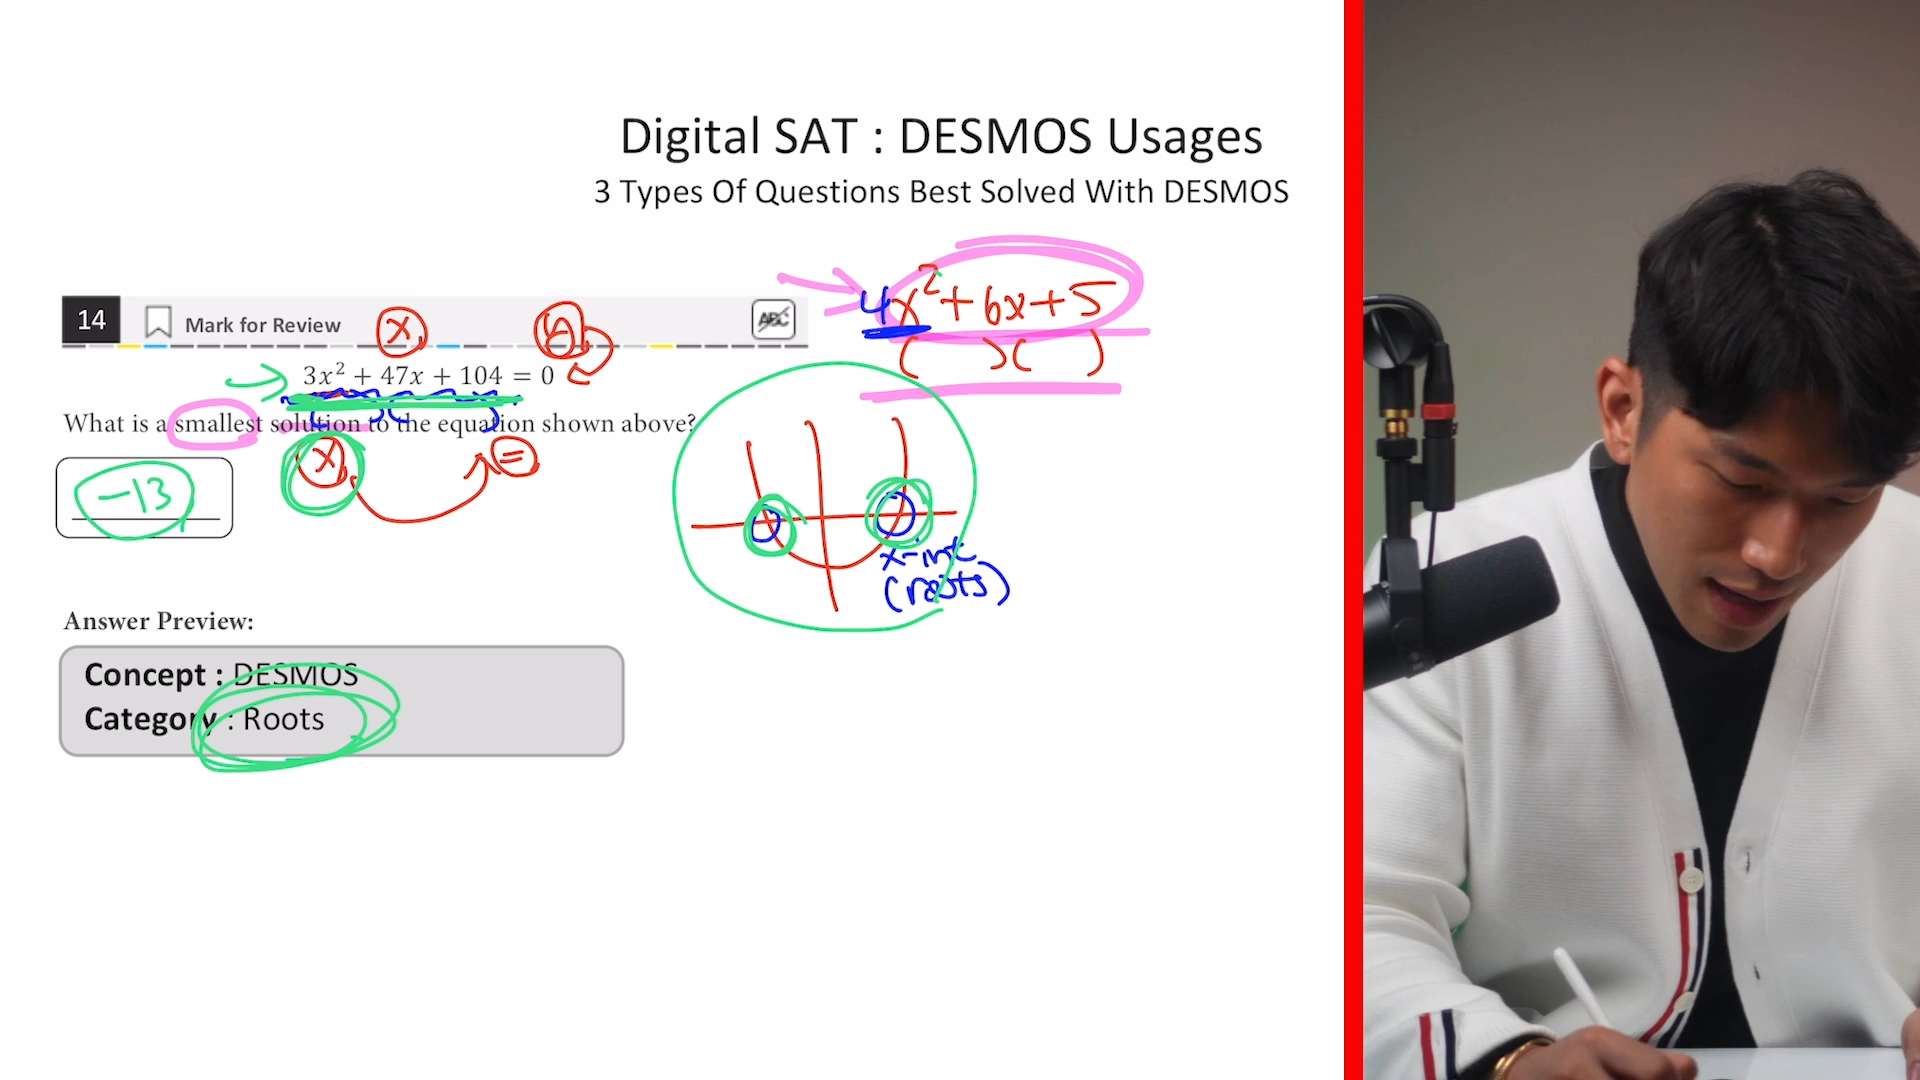 Digital SAT : DESMOS Usages
3 Types Of Questions Best Solved With DESMOS
4x² + 6x + 5
( )( )
14 Mark for Review ABC
x
3x² + 47x + 104 = 0
( )( )
What is a smallest solution to the equation shown above?
x =
-13
x-int
(roots)
Answer Preview:
Concept : DESMOS
Category : Roots